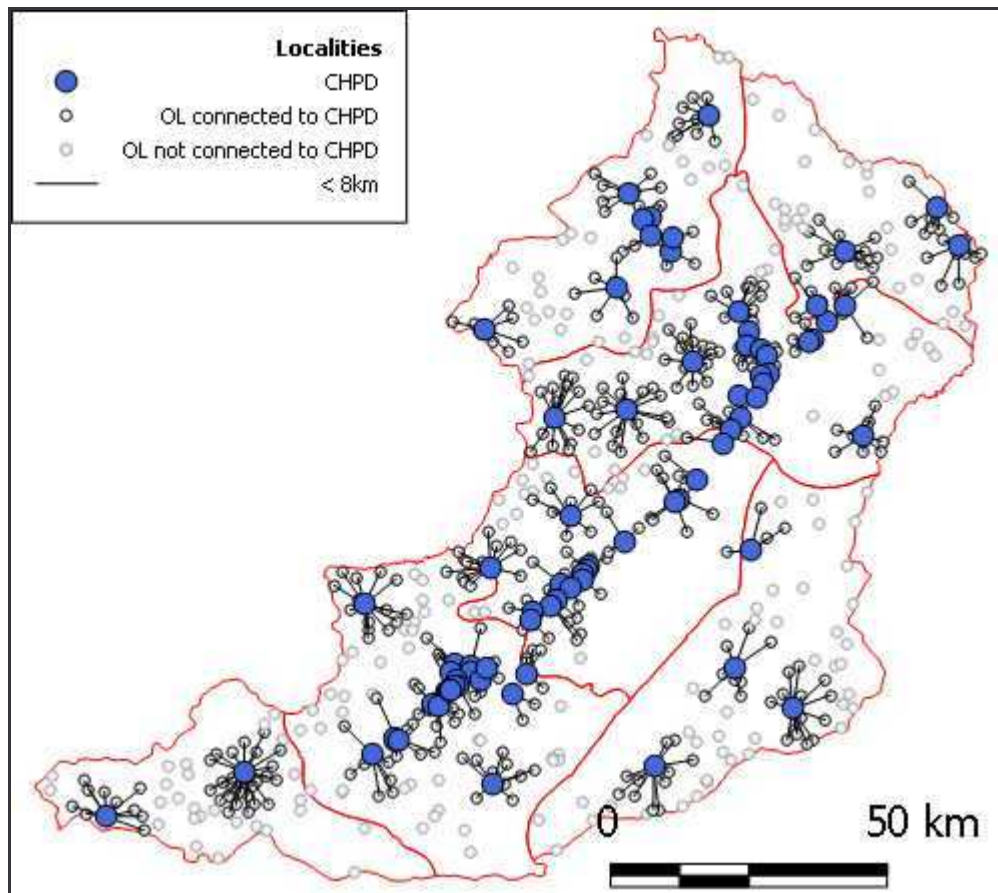 Localities
CHPD
OL connected to CHPD
OL not connected to CHPD
< 8km
0 50 km